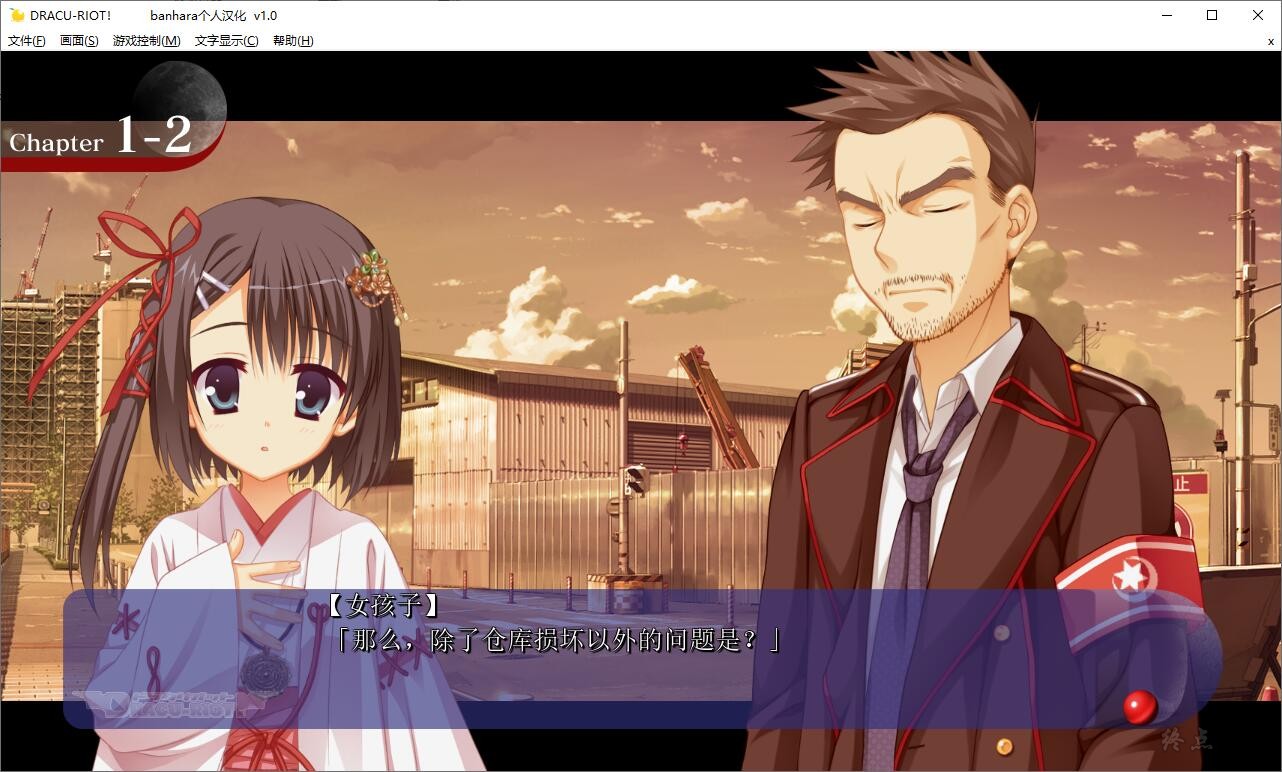 DRACU-RIOT! banhara个人汉化 v1.0
文件(F) 画面(S) 游戏控制(M) 文字显示(C) 帮助(H) x
Chapter 1-2
止
【女孩子】
「那么，除了仓库损坏以外的问题是？」
DRACU-RIOT!
终点